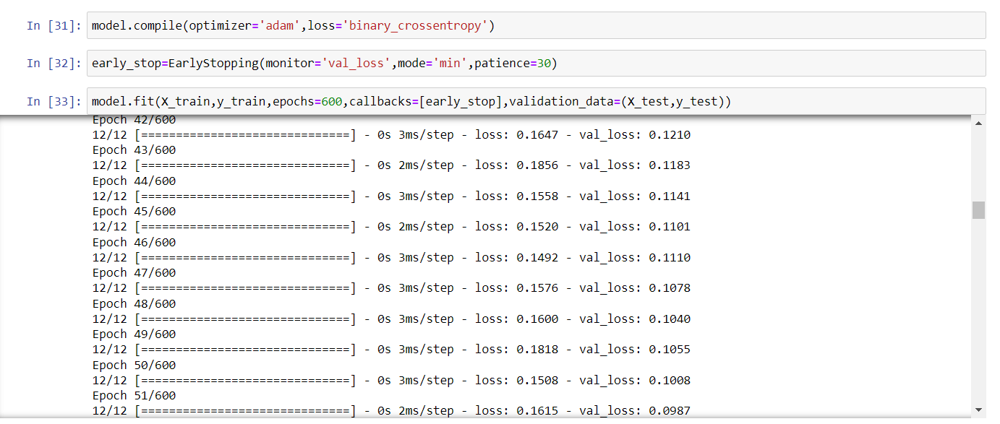 In [31]: model.compile(optimizer='adam',loss='binary_crossentropy')
In [32]: early_stop=EarlyStopping(monitor='val_loss',mode='min',patience=30)
In [33]: model.fit(X_train,y_train,epochs=600,callbacks=[early_stop],validation_data=(X_test,y_test))
Epoch 42/600
12/12 [==============================] - 0s 3ms/step - loss: 0.1647 - val_loss: 0.1210
Epoch 43/600
12/12 [==============================] - 0s 2ms/step - loss: 0.1856 - val_loss: 0.1183
Epoch 44/600
12/12 [==============================] - 0s 3ms/step - loss: 0.1558 - val_loss: 0.1141
Epoch 45/600
12/12 [==============================] - 0s 2ms/step - loss: 0.1520 - val_loss: 0.1101
Epoch 46/600
12/12 [==============================] - 0s 3ms/step - loss: 0.1492 - val_loss: 0.1110
Epoch 47/600
12/12 [==============================] - 0s 3ms/step - loss: 0.1576 - val_loss: 0.1078
Epoch 48/600
12/12 [==============================] - 0s 3ms/step - loss: 0.1600 - val_loss: 0.1040
Epoch 49/600
12/12 [==============================] - 0s 3ms/step - loss: 0.1818 - val_loss: 0.1055
Epoch 50/600
12/12 [==============================] - 0s 3ms/step - loss: 0.1508 - val_loss: 0.1008
Epoch 51/600
12/12 [==============================] - 0s 2ms/step - loss: 0.1615 - val_loss: 0.0987